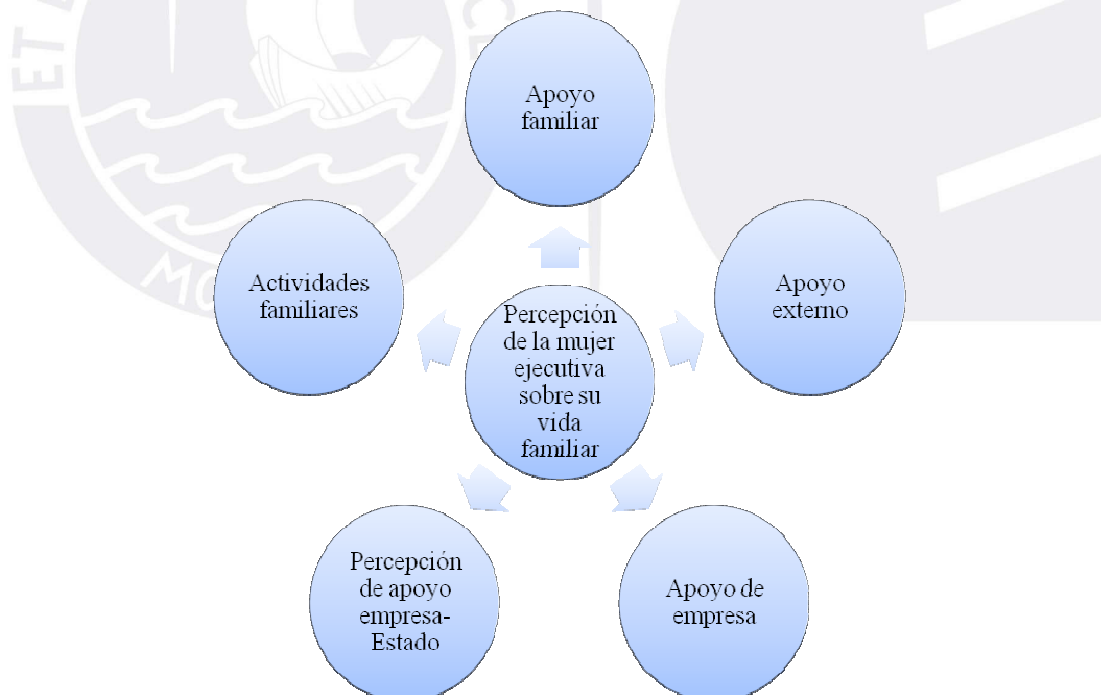 Apoyo
familiar
Actividades
familiares
Apoyo
externo
Percepción
de la mujer
ejecutiva
sobre su
vida
familiar
Percepción
de apoyo
empresa-
Estado
Apoyo de
empresa